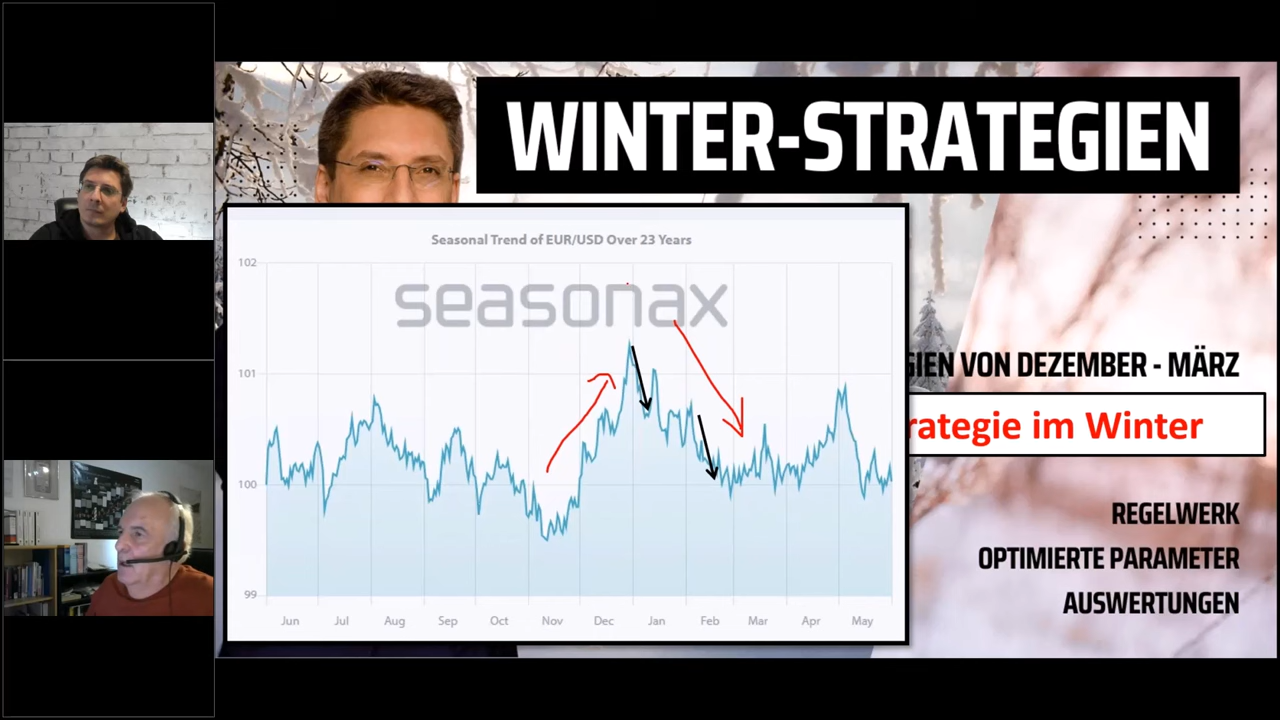 WINTER-STRATEGIEN
Seasonal Trend of EUR/USD Over 23 Years
seasonax
102
101
100
99
Jun Jul Aug Sep Oct Nov Dec Jan Feb Mar Apr May
GIEN VON DEZEMBER - MÄRZ
rategie im Winter
REGELWERK
OPTIMIERTE PARAMETER
AUSWERTUNGEN